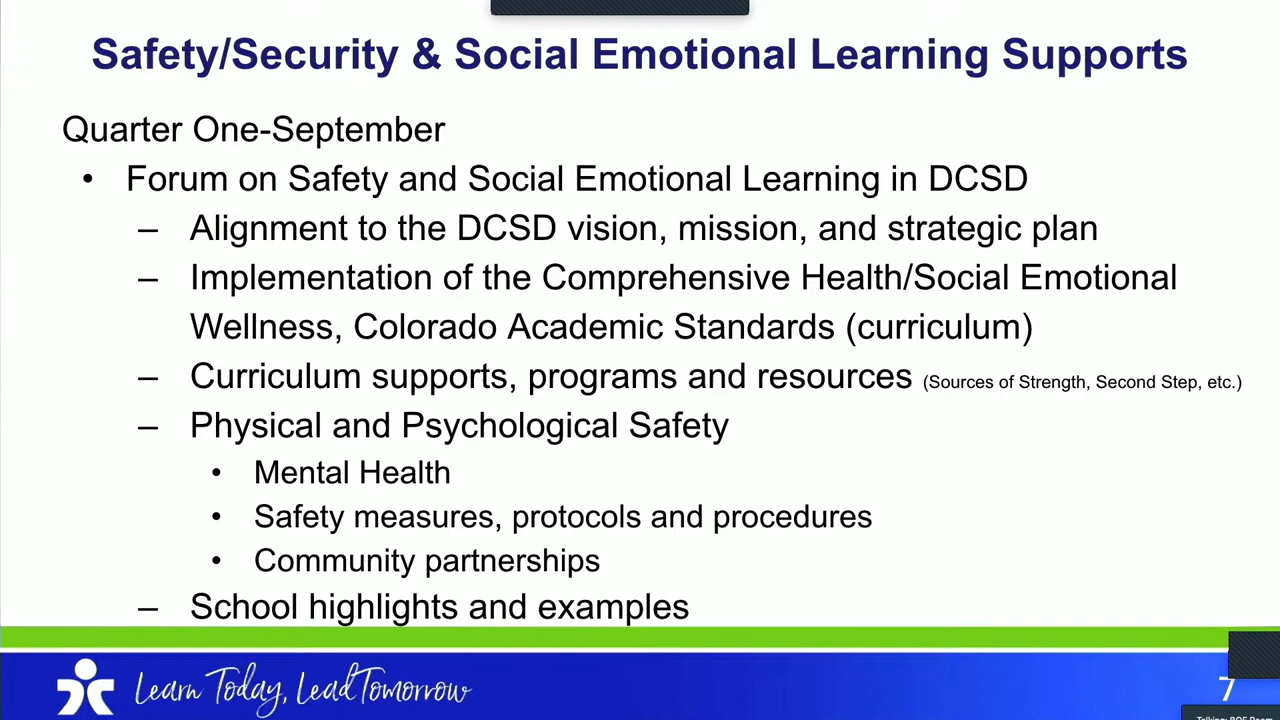 Safety/Security & Social Emotional Learning Supports
Quarter One-September
• Forum on Safety and Social Emotional Learning in DCSD
– Alignment to the DCSD vision, mission, and strategic plan
– Implementation of the Comprehensive Health/Social Emotional
Wellness, Colorado Academic Standards (curriculum)
– Curriculum supports, programs and resources (Sources of Strength, Second Step, etc.)
– Physical and Psychological Safety
• Mental Health
• Safety measures, protocols and procedures
• Community partnerships
– School highlights and examples
Learn Today, Lead Tomorrow
7
Talking: BOE